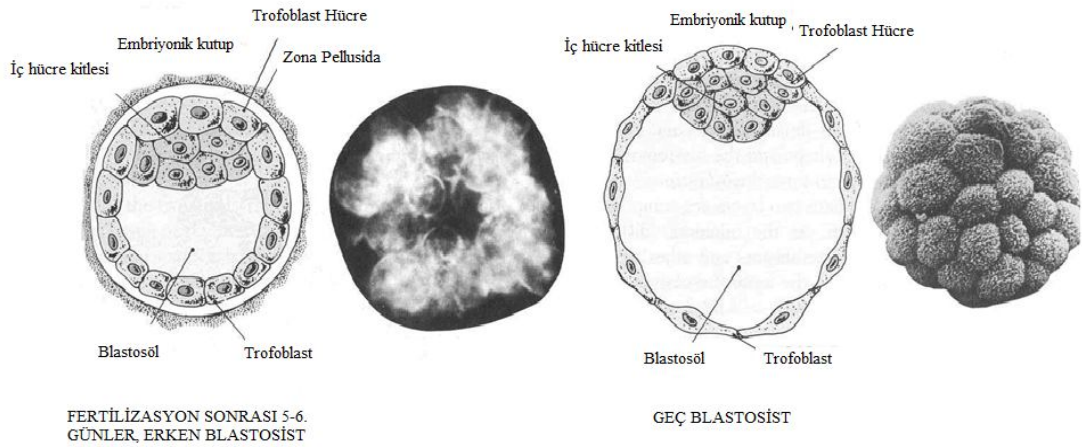 Trofoblast Hücre
Embriyonik kutup
Zona Pellusida
İç hücre kitlesi
Blastosöl
Trofoblast
FERTİLİZASYON SONRASI 5-6.
GÜNLER, ERKEN BLASTOSİST
Embriyonik kutup
Trofoblast Hücre
İç hücre kitlesi
Blastosöl
Trofoblast
GEÇ BLASTOSİST